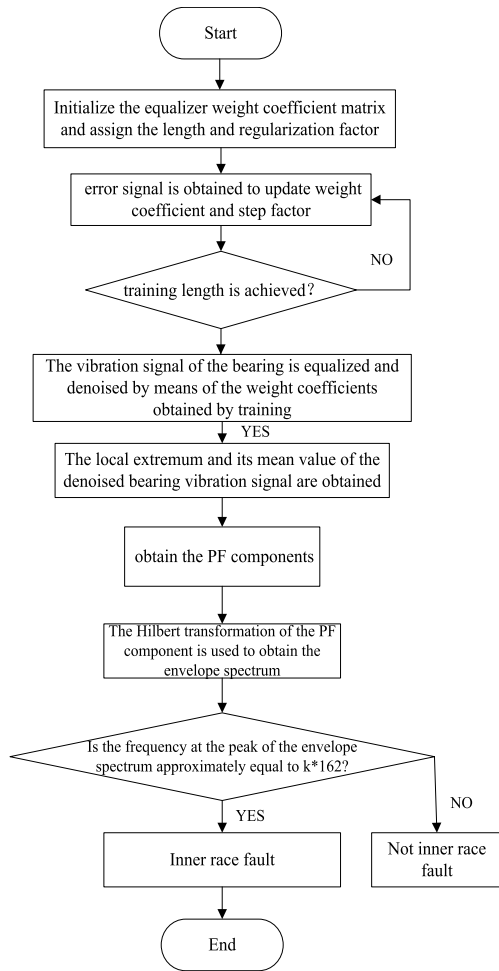 Start
Initialize the equalizer weight coefficient matrix
and assign the length and regularization factor
error signal is obtained to update weight
coefficient and step factor
NO
training length is achieved?
The vibration signal of the bearing is equalized and
denoised by means of the weight coefficients
obtained by training
YES
The local extremum and its mean value of the
denoised bearing vibration signal are obtained
obtain the PF components
The Hilbert transformation of the PF
component is used to obtain the
envelope spectrum
Is the frequency at the peak of the envelope
spectrum approximately equal to k*162?
NO
YES
Inner race fault
Not inner race
fault
End